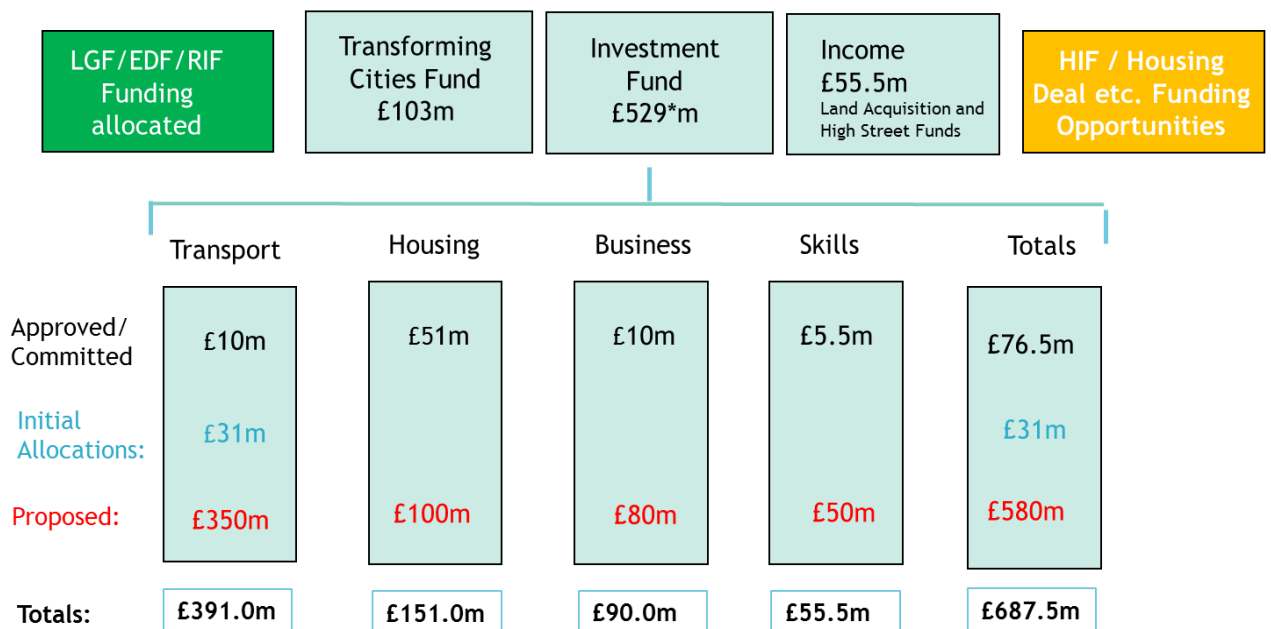 LGF/EDF/RIF
Funding
allocated
Transforming
Cities Fund
£103m
Investment
Fund
£529*m
Income
£55.5m
Land Acquisition and
High Street Funds
HIF / Housing
Deal etc. Funding
Opportunities
Transport
Housing
Business
Skills
Totals
Approved/
Committed
£10m
£51m
£10m
£5.5m
£76.5m
Initial
Allocations:
£31m
£31m
Proposed:
£350m
£100m
£80m
£50m
£580m
Totals:
£391.0m
£151.0m
£90.0m
£55.5m
£687.5m